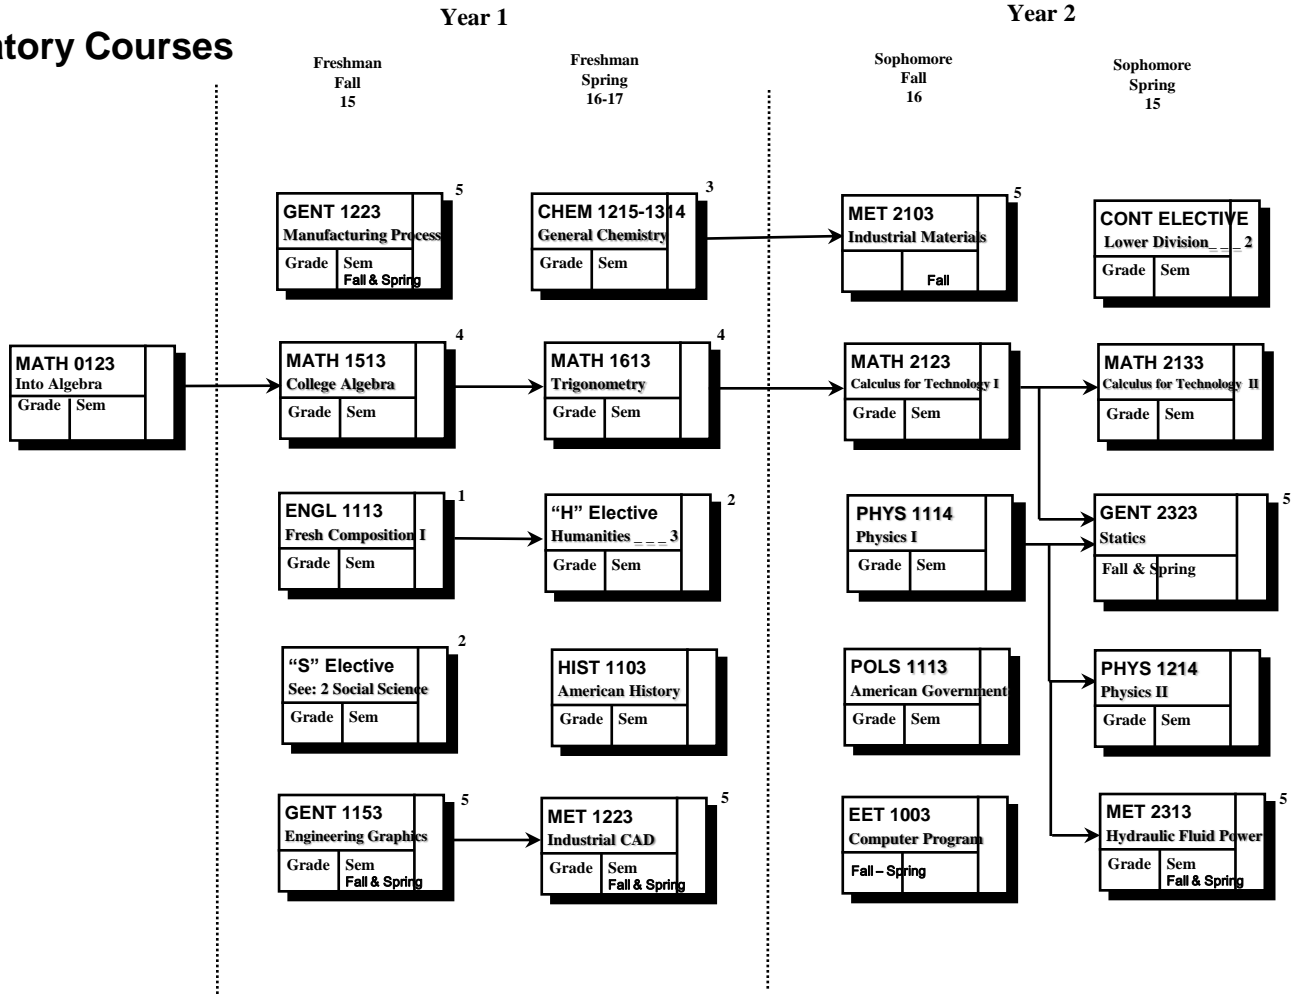 Year 1
Year 2
atory Courses
Freshman
Fall
15
Freshman
Spring
16-17
Sophomore
Fall
16
Sophomore
Spring
15
5
GENT 1223
Manufacturing Process
Grade Sem
Fall & Spring
3
CHEM 1215-1314
General Chemistry
Grade Sem
5
MET 2103
Industrial Materials
Fall
CONT ELECTIVE
Lower Division_ _ _ 2
Grade Sem
MATH 0123
Into Algebra
Grade Sem
4
MATH 1513
College Algebra
Grade Sem
4
MATH 1613
Trigonometry
Grade Sem
MATH 2123
Calculus for Technology I
Grade Sem
MATH 2133
Calculus for Technology II
Grade Sem
1
ENGL 1113
Fresh Composition I
Grade Sem
2
“H” Elective
Humanities _ _ _ 3
Grade Sem
PHYS 1114
Physics I
Grade Sem
5
GENT 2323
Statics
Fall & Spring
2
“S” Elective
See: 2 Social Science
Grade Sem
HIST 1103
American History
Grade Sem
POLS 1113
American Government
Grade Sem
PHYS 1214
Physics II
Grade Sem
5
GENT 1153
Engineering Graphics
Grade Sem
Fall & Spring
5
MET 1223
Industrial CAD
Grade Sem
Fall & Spring
EET 1003
Computer Program
Fall – Spring
5
MET 2313
Hydraulic Fluid Power
Grade Sem
Fall & Spring